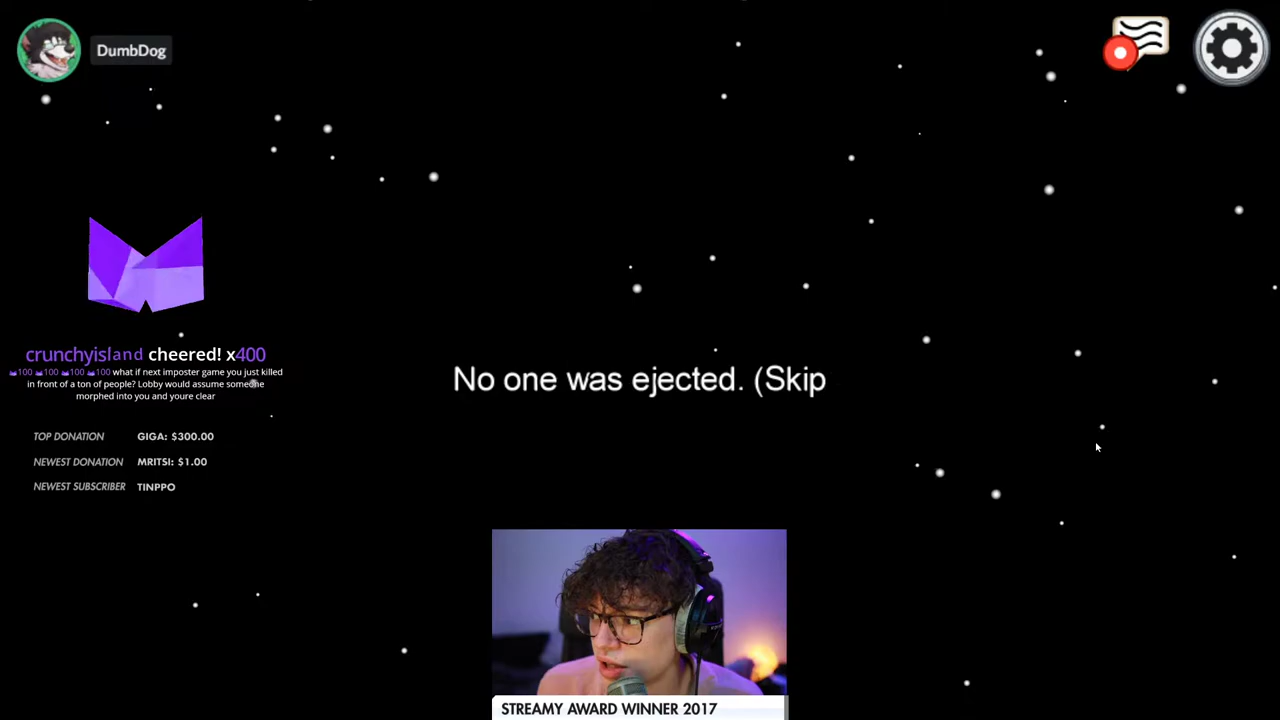 DumbDog
crunchyisland cheered! x400
100 100 100 100 what if next imposter game you just killed
in front of a ton of people? Lobby would assume someone
morphed into you and youre clear
No one was ejected. (Skip
TOP DONATION GIGA: $300.00
NEWEST DONATION MRITSI: $1.00
NEWEST SUBSCRIBER TINPPO
STREAMY AWARD WINNER 2017